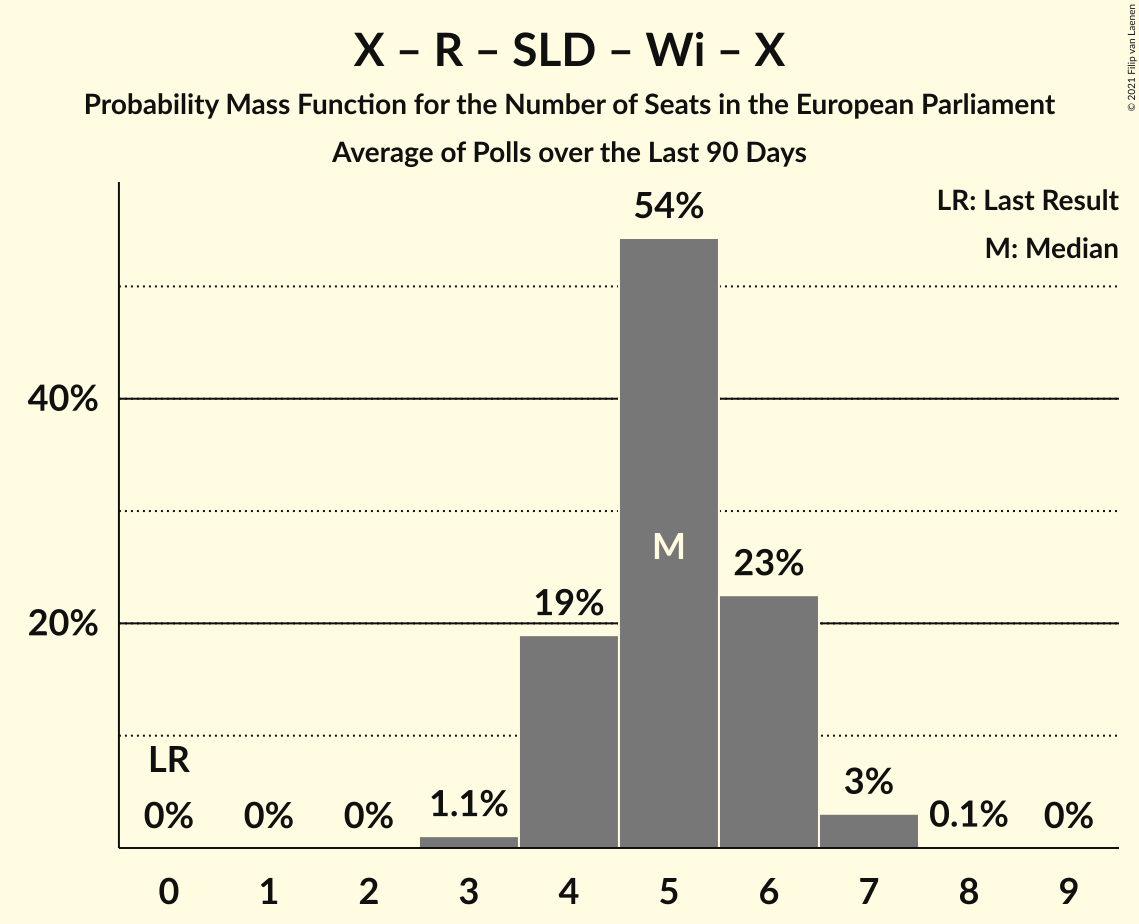 X – R – SLD – Wi – X
Probability Mass Function for the Number of Seats in the European Parliament
Average of Polls over the Last 90 Days
© 2021 Filip van Laenen
LR: Last Result
M: Median
54%
40%
M
23%
19%
20%
LR
0%
0%
0%
1.1%
3%
0.1%
0%
0 1 2 3 4 5 6 7 8 9